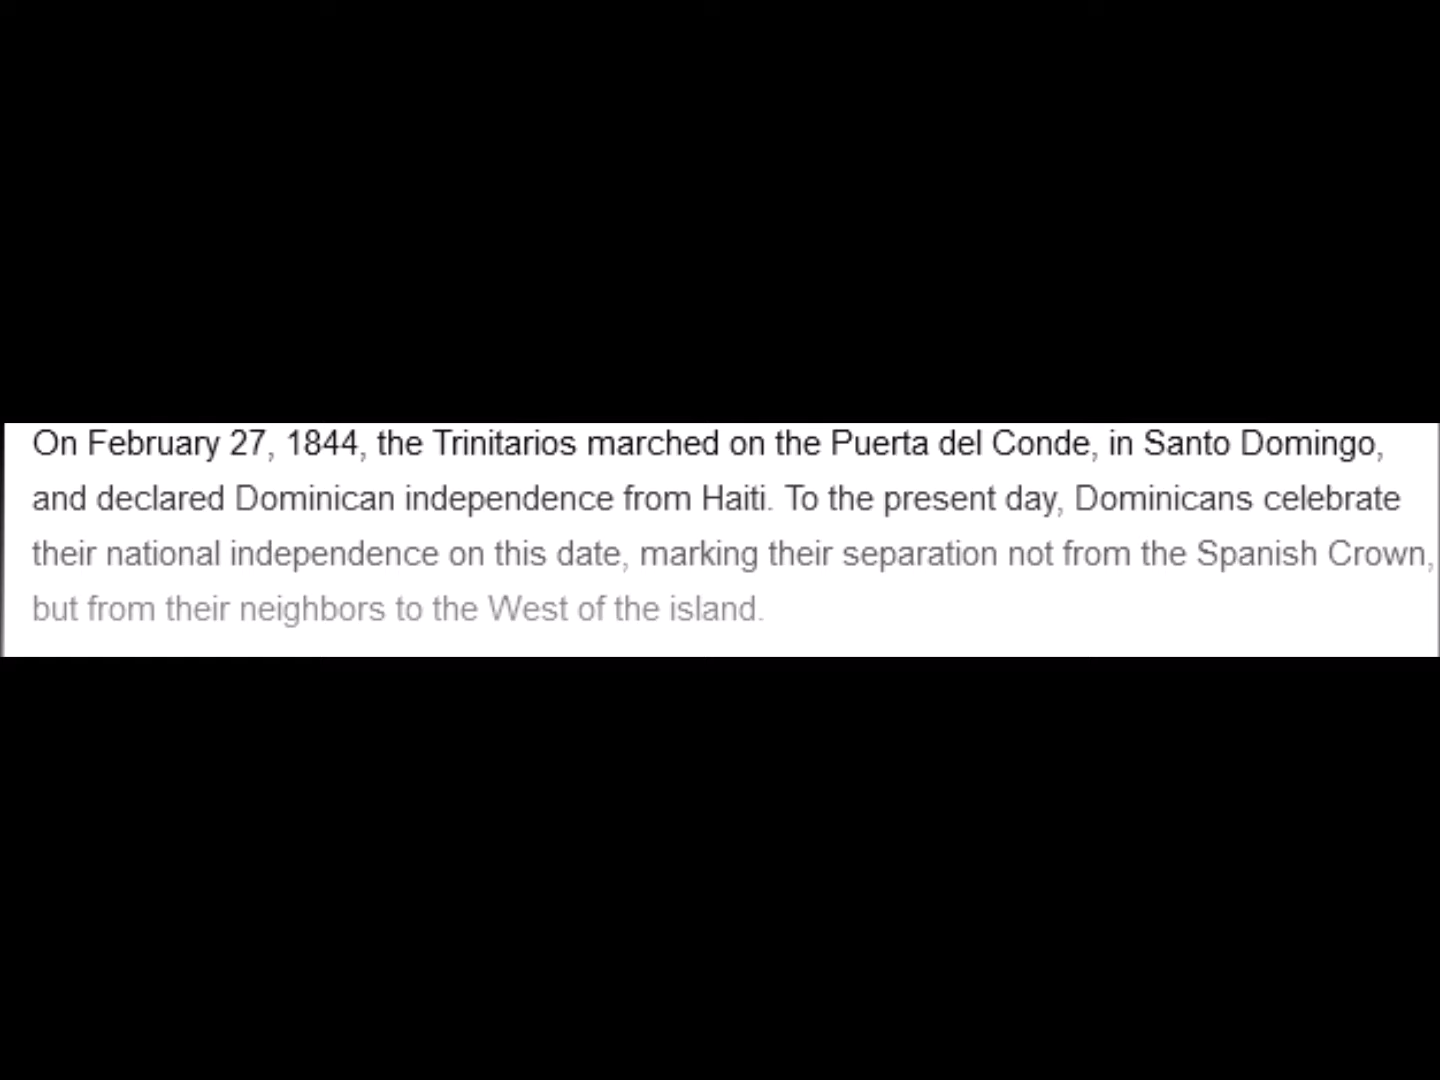 On February 27, 1844, the Trinitarios marched on the Puerta del Conde, in Santo Domingo,
and declared Dominican independence from Haiti. To the present day, Dominicans celebrate
their national independence on this date, marking their separation not from the Spanish Crown,
but from their neighbors to the West of the island.